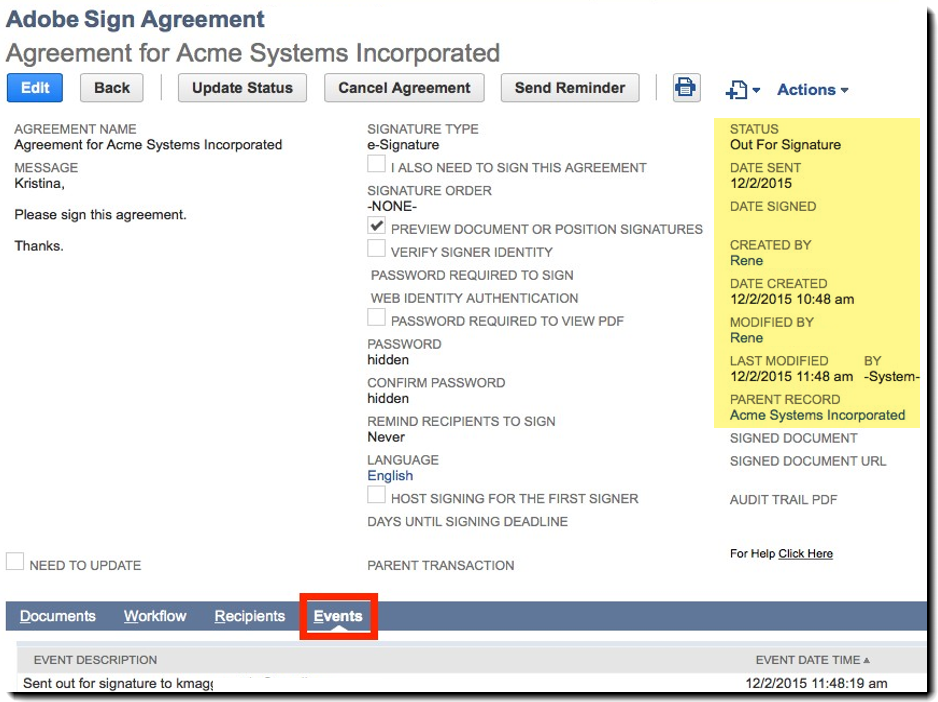 Adobe Sign Agreement
Agreement for Acme Systems Incorporated
Edit Back Update Status Cancel Agreement Send Reminder Actions
AGREEMENT NAME
Agreement for Acme Systems Incorporated
MESSAGE
Kristina,
Please sign this agreement.
Thanks.
NEED TO UPDATE
SIGNATURE TYPE
e-Signature
I ALSO NEED TO SIGN THIS AGREEMENT
SIGNATURE ORDER
-NONE-
PREVIEW DOCUMENT OR POSITION SIGNATURES
VERIFY SIGNER IDENTITY
PASSWORD REQUIRED TO SIGN
WEB IDENTITY AUTHENTICATION
PASSWORD REQUIRED TO VIEW PDF
PASSWORD
hidden
CONFIRM PASSWORD
hidden
REMIND RECIPIENTS TO SIGN
Never
LANGUAGE
English
HOST SIGNING FOR THE FIRST SIGNER
DAYS UNTIL SIGNING DEADLINE
PARENT TRANSACTION
STATUS
Out For Signature
DATE SENT
12/2/2015
DATE SIGNED
CREATED BY
Rene
DATE CREATED
12/2/2015 10:48 am
MODIFIED BY
Rene
LAST MODIFIED BY
12/2/2015 11:48 am -System-
PARENT RECORD
Acme Systems Incorporated
SIGNED DOCUMENT
SIGNED DOCUMENT URL
AUDIT TRAIL PDF
For Help Click Here
Documents Workflow Recipients Events
EVENT DESCRIPTION EVENT DATE TIME
Sent out for signature to 12/2/2015 11:48:19 am